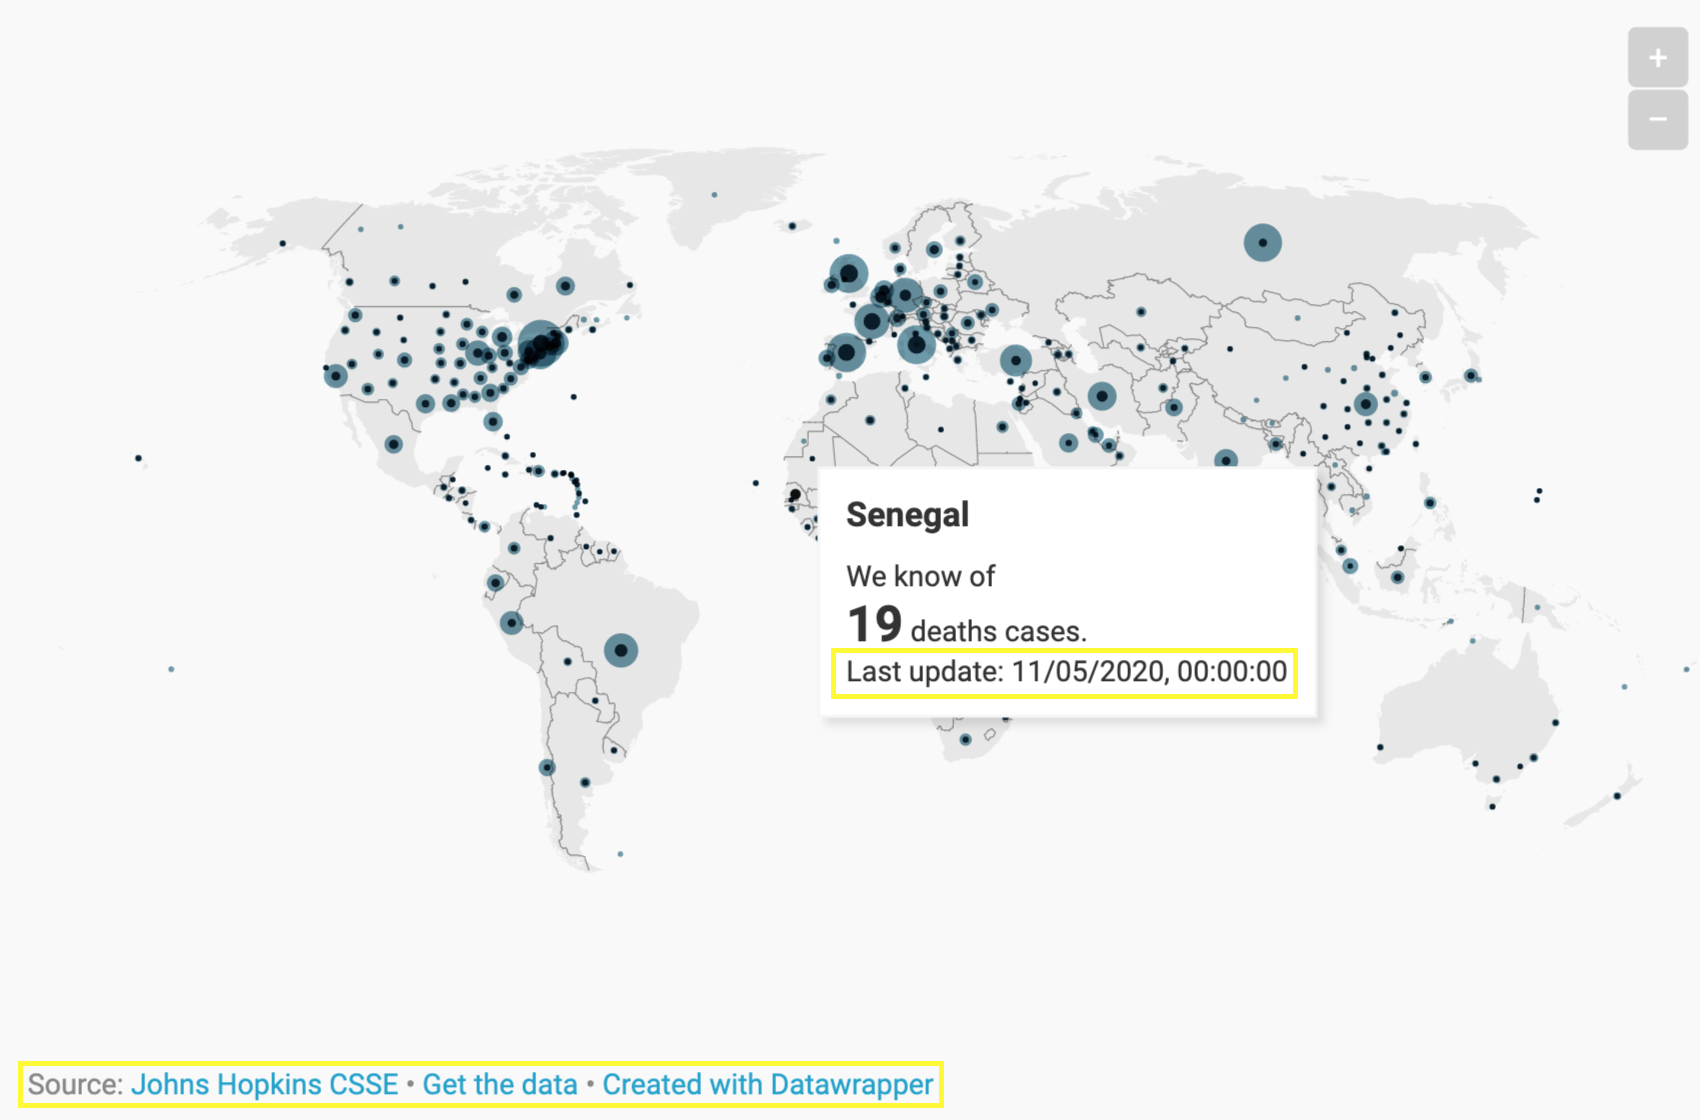 +
−
Senegal
We know of
19 deaths cases.
Last update: 11/05/2020, 00:00:00
Source: Johns Hopkins CSSE • Get the data • Created with Datawrapper